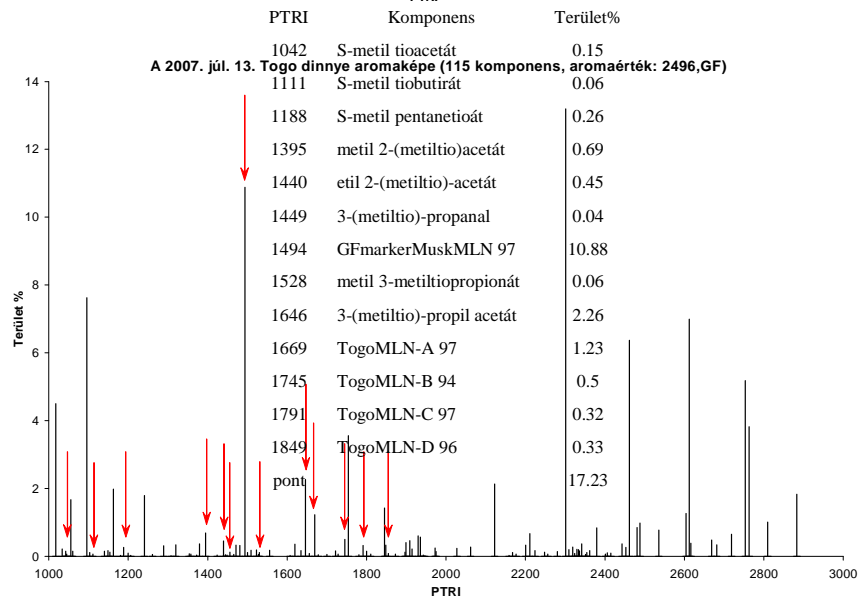 PTRI Komponens Terület%
1042 S-metil tioacetát 0.15
A 2007. júl. 13. Togo dinnye aromaképe (115 komponens, aromaérték: 2496,GF)
1111 S-metil tiobutirát 0.06
1188 S-metil pentanetioát 0.26
1395 metil 2-(metiltio)acetát 0.69
1440 etil 2-(metiltio)-acetát 0.45
1449 3-(metiltio)-propanal 0.04
1494 GFmarkerMuskMLN 97 10.88
1528 metil 3-metiltiopropionát 0.06
1646 3-(metiltio)-propil acetát 2.26
1669 TogoMLN-A 97 1.23
1745 TogoMLN-B 94 0.5
1791 TogoMLN-C 97 0.32
1849 TogoMLN-D 96 0.33
pont 17.23
Terület %
14
12
10
8
6
4
2
0
1000 1200 1400 1600 1800 2000 2200 2400 2600 2800 3000
PTRI